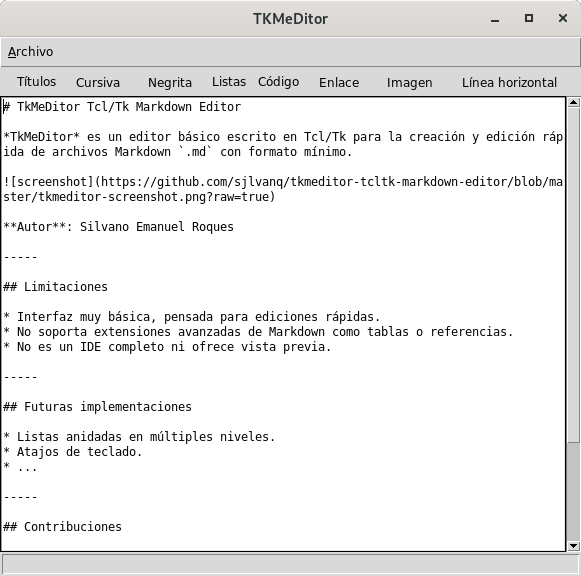 TKMeDitor
Archivo
Títulos Cursiva Negrita Listas Código Enlace Imagen Línea horizontal
# TkMeDitor Tcl/Tk Markdown Editor
*TkMeDitor* es un editor básico escrito en Tcl/Tk para la creación y edición ráp
ida de archivos Markdown `.md` con formato mínimo.
![screenshot](https://github.com/sjlvanq/tkmeditor-tcltk-markdown-editor/blob/ma
ster/tkmeditor-screenshot.png?raw=true)
**Autor**: Silvano Emanuel Roques
-----
## Limitaciones
* Interfaz muy básica, pensada para ediciones rápidas.
* No soporta extensiones avanzadas de Markdown como tablas o referencias.
* No es un IDE completo ni ofrece vista previa.
-----
## Futuras implementaciones
* Listas anidadas en múltiples niveles.
* Atajos de teclado.
* ...
-----
## Contribuciones